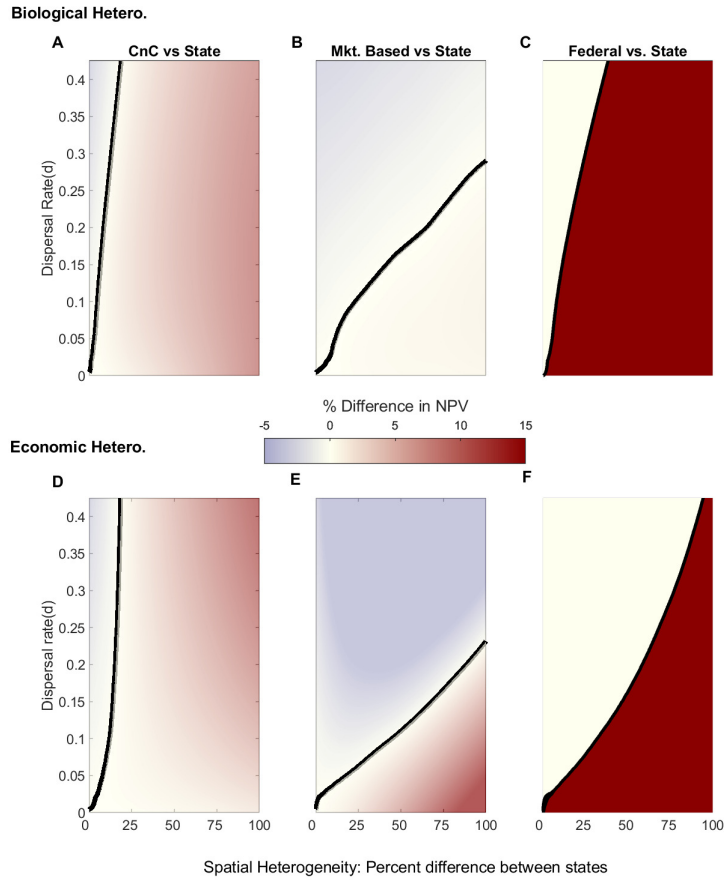 Biological Hetero.
A
CnC vs State
B
Mkt. Based vs State
C
Federal vs. State
Dispersal Rate(d)
0.4
0.35
0.3
0.25
0.2
0.15
0.1
0.05
0
% Difference in NPV
-5 0 5 10 15
Economic Hetero.
D
E
F
Dispersal rate(d)
0.4
0.35
0.3
0.25
0.2
0.15
0.1
0.05
0
0 25 50 75 100
0 25 50 75 100
0 25 50 75 100
Spatial Heterogeneity: Percent difference between states